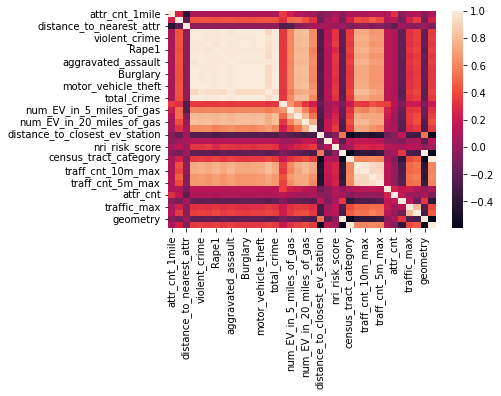 attr_cnt_1mile
distance_to_nearest_attr
violent_crime
Rape1
aggravated_assault
Burglary
motor_vehicle_theft
total_crime
num_EV_in_5_miles_of_gas
num_EV_in_20_miles_of_gas
distance_to_closest_ev_station
nri_risk_score
census_tract_category
traff_cnt_10m_max
traff_cnt_5m_max
attr_cnt
traffic_max
geometry
1.0
0.8
0.6
0.4
0.2
0.0
−0.2
−0.4
attr_cnt_1mile
distance_to_nearest_attr
violent_crime
Rape1
aggravated_assault
Burglary
motor_vehicle_theft
total_crime
num_EV_in_5_miles_of_gas
num_EV_in_20_miles_of_gas
distance_to_closest_ev_station
nri_risk_score
census_tract_category
traff_cnt_10m_max
traff_cnt_5m_max
attr_cnt
traffic_max
geometry